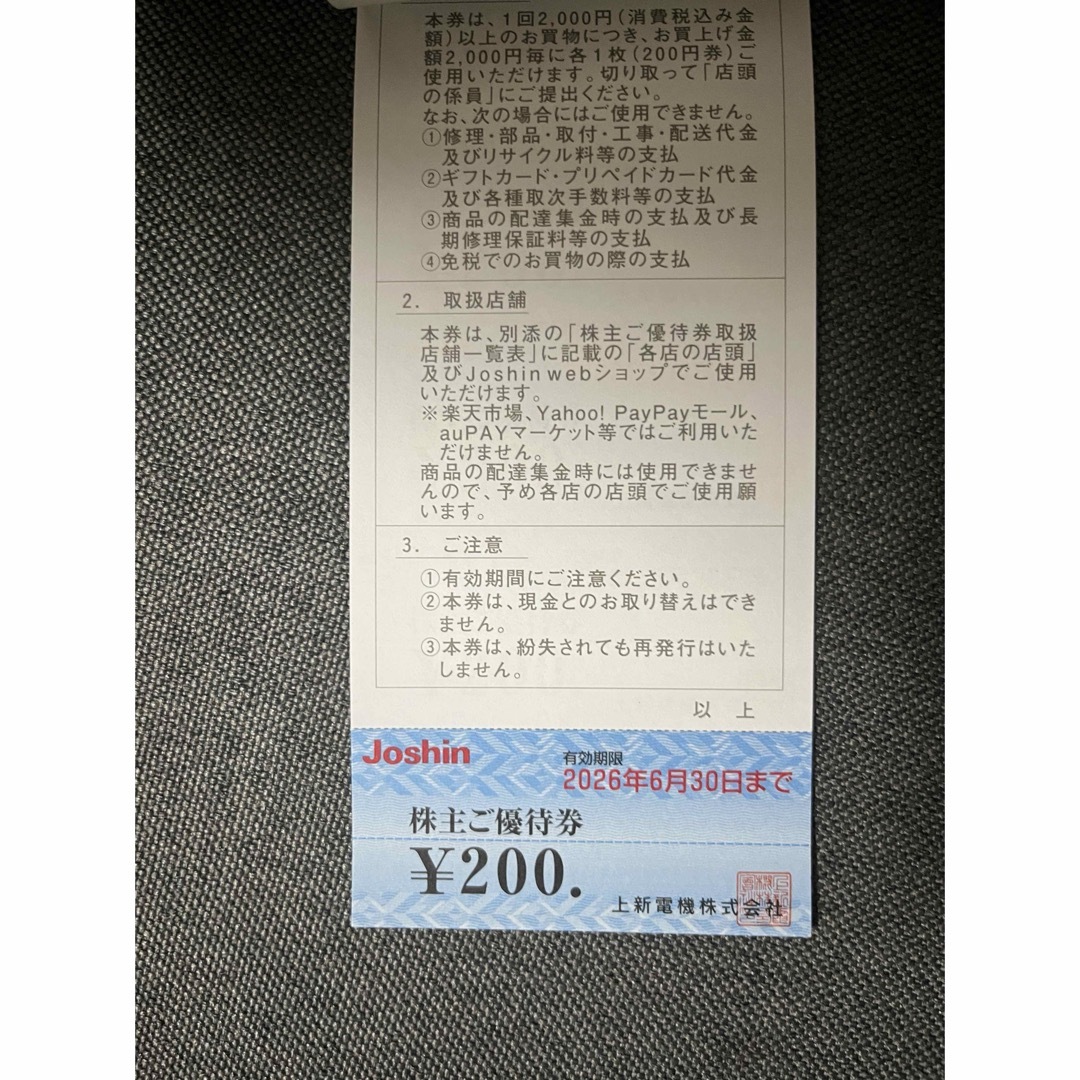 本券は、1回2,000円(消費税込み金
額)以上のお買物につき、お買上げ金
額2,000円毎に各1枚(200円券)ご
使用いただけます。切り取って「店頭
の係員」にご提出ください。
なお、次の場合にはご使用できません。
①修理・部品・取付・工事・配送代金
及びリサイクル料等の支払
②ギフトカード・プリペイドカード代金
及び各種取次手数料等の支払
③商品の配達集金時の支払及び長
期修理保証料等の支払
④免税でのお買物の際の支払
2. 取扱店舗
本券は、別添の「株主ご優待券取扱
店舗一覧表」に記載の「各店の店頭」
及びJoshin webショップでご使用
いただけます。
※楽天市場、Yahoo! PayPayモール、
auPAYマーケット等ではご利用いた
だけません。
商品の配達集金時には使用できませ
んので、予め各店の店頭でご使用願
います。
3. ご注意
①有効期間にご注意ください。
②本券は、現金とのお取り替えはでき
ません。
③本券は、紛失されても再発行はいた
しません。
以 上
Joshin
有効期限
2026年6月30日まで
株主ご優待券
¥200.
上新電機株式会社